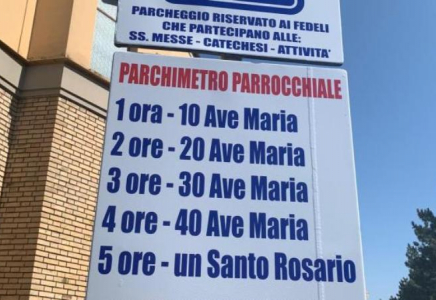 PARCHEGGIO RISERVATO AI FEDELI
CHE PARTECIPANO ALLE:
SS. MESSE - CATECHESI - ATTIVITA'
PARCHIMETRO PARROCCHIALE
1 ora - 10 Ave Maria
2 ore - 20 Ave Maria
3 ore - 30 Ave Maria
4 ore - 40 Ave Maria
5 ore - un Santo Rosario